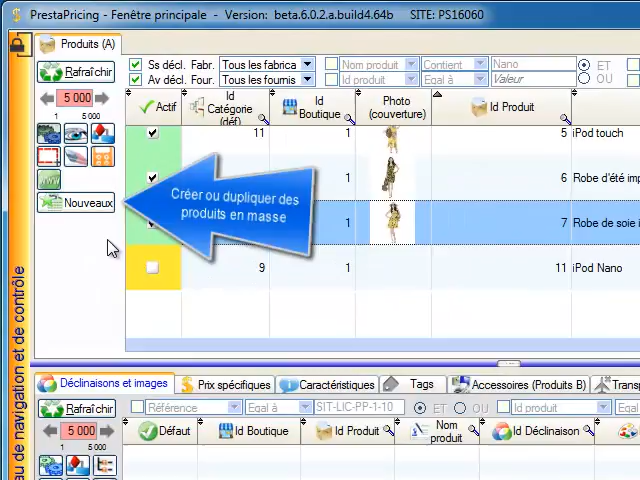 PrestaPricing - Fenêtre principale - Version: beta.6.0.2.a.build4.64b SITE: PS16060
Produits (A)
Rafraîchir
Ss décl. Fabr. Tous les fabrica Nom produit Contient Nano ET
Av décl. Four. Tous les fournis Id produit Egal à Valeur OU
5 000
1 5 000
Actif
Id Catégorie (déf)
Id Boutique
Photo (couverture)
Id Produit
11 1 5 iPod touch
1 6 Robe d'été imp
1 7 Robe de soie i
9 1 11 iPod Nano
Nouveaux
Créer ou dupliquer des
produits en masse
au de navigation et de contrôle
Déclinaisons et images Prix spécifiques Caractéristiques Tags Accessoires (Produits B) Transp
Rafraîchir Référence Egal à SIT-LIC-PP-1-10 ET OU Id produit Ega
5 000
1 5 000
Défaut Id Boutique Id Produit Nom produit Id Déclinaison